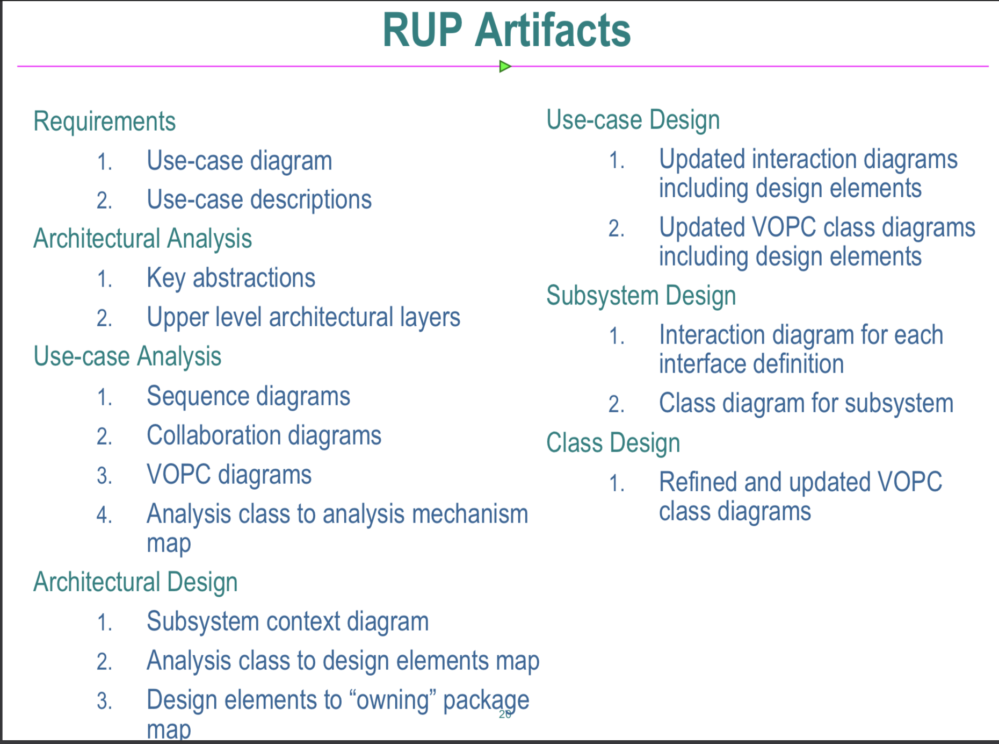 RUP Artifacts
Requirements
1. Use-case diagram
2. Use-case descriptions
Architectural Analysis
1. Key abstractions
2. Upper level architectural layers
Use-case Analysis
1. Sequence diagrams
2. Collaboration diagrams
3. VOPC diagrams
4. Analysis class to analysis mechanism
map
Architectural Design
1. Subsystem context diagram
2. Analysis class to design elements map
3. Design elements to “owning” package
map
Use-case Design
1. Updated interaction diagrams
including design elements
2. Updated VOPC class diagrams
including design elements
Subsystem Design
1. Interaction diagram for each
interface definition
2. Class diagram for subsystem
Class Design
1. Refined and updated VOPC
class diagrams